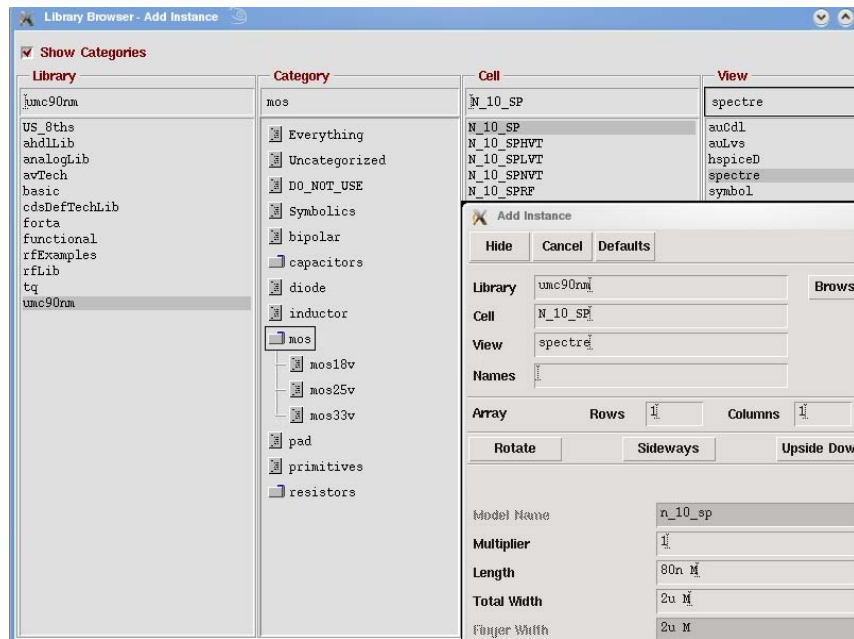 Library Browser - Add Instance
Show Categories
Library
umc90nm
US_8ths
ahdlLib
analogLib
avTech
basic
cdsDefTechLib
forta
functional
rfExamples
rfLib
tq
umc90nm
Category
mos
Everything
Uncategorized
DO_NOT_USE
Symbolics
bipolar
capacitors
diode
inductor
mos
mos18v
mos25v
mos33v
pad
primitives
resistors
Cell
N_10_SP
N_10_SP
N_10_SPHVT
N_10_SPLVT
N_10_SPNVT
N_10_SPRF
View
spectre
auCdl
auLvs
hspiceD
spectre
symbol
Add Instance
Hide Cancel Defaults
Library umc90nm Brows
Cell N_10_SP
View spectre
Names
Array Rows 1 Columns 1
Rotate Sideways Upside Dow
Model Name n_10_sp
Multiplier 1
Length 80n M
Total Width 2u M
Finger Width 2u M